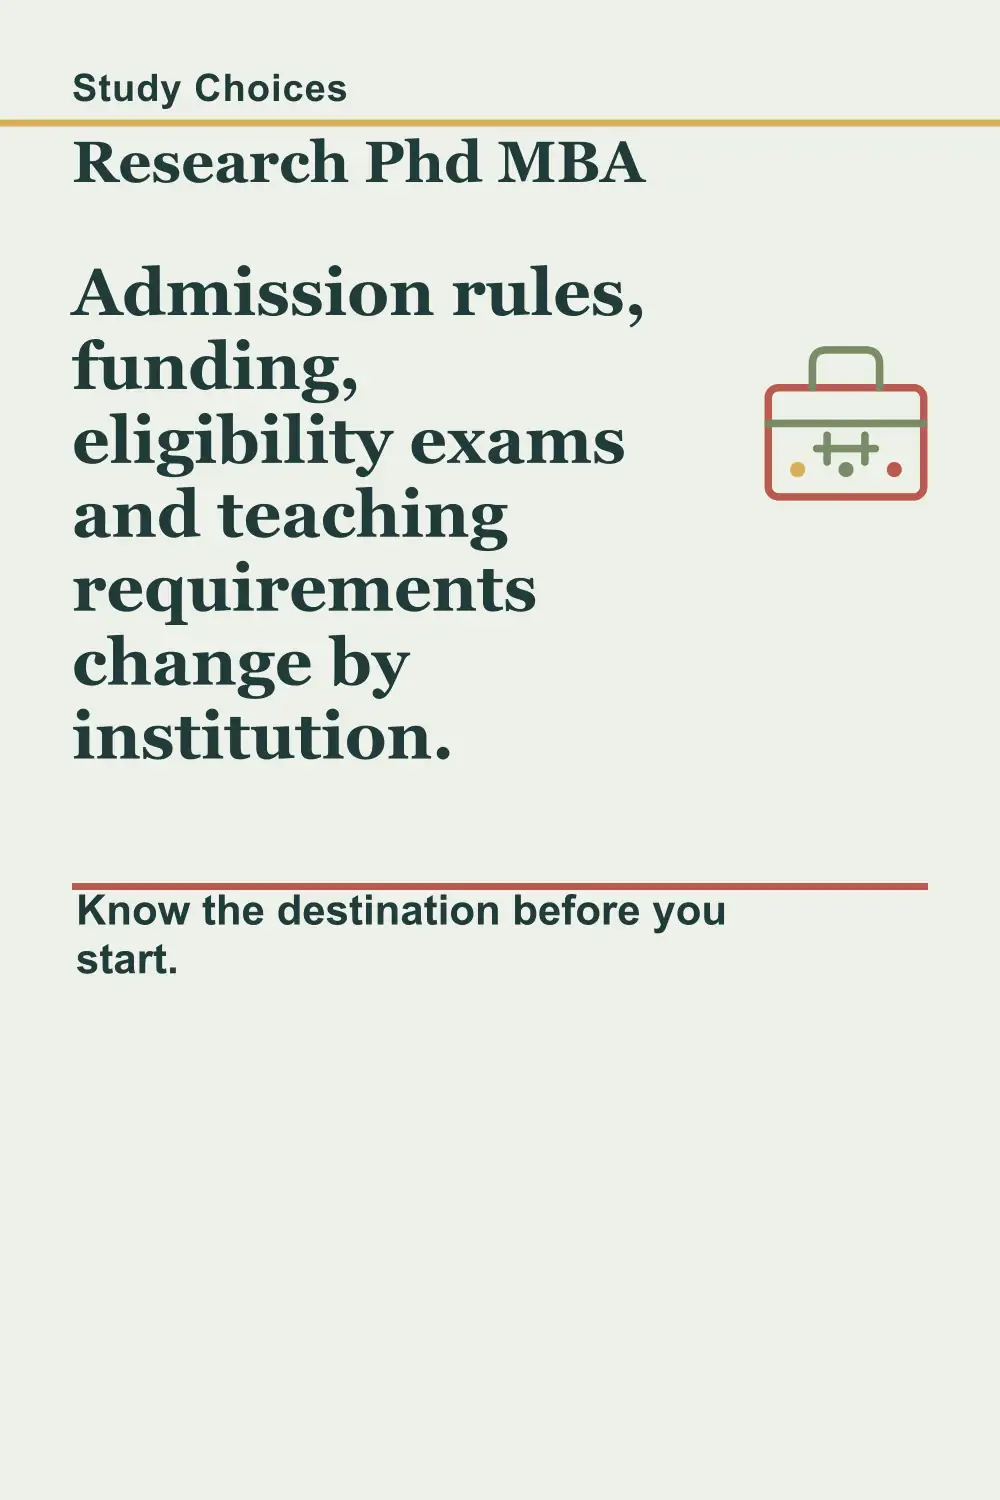 Study Choices
Research Phd MBA
Admission rules,
funding,
eligibility exams
and teaching
requirements
change by
institution.
Know the destination before you
start.